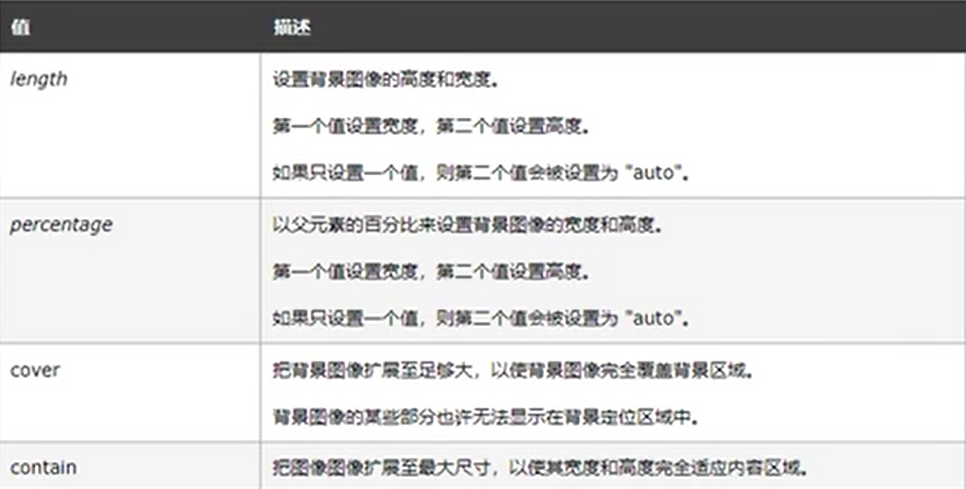 值 描述
length 设置背景图像的高度和宽度。
第一个值设置宽度，第二个值设置高度。
如果只设置一个值，则第二个值会被设置为 "auto"。
percentage 以父元素的百分比来设置背景图像的宽度和高度。
第一个值设置宽度，第二个值设置高度。
如果只设置一个值，则第二个值会被设置为 "auto"。
cover 把背景图像扩展至足够大，以使背景图像完全覆盖背景区域。
背景图像的某些部分也许无法显示在背景定位区域中。
contain 把图像图像扩展至最大尺寸，以使其宽度和高度完全适应内容区域。